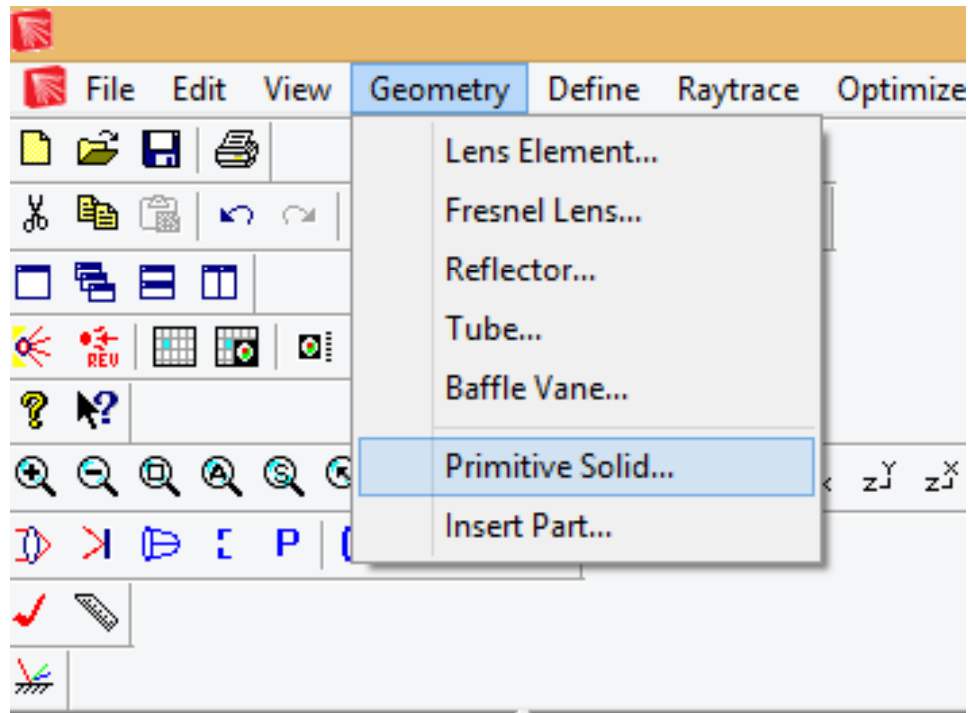 File Edit View Geometry Define Raytrace Optimize
Lens Element...
Fresnel Lens...
Reflector...
Tube...
Baffle Vane...
Primitive Solid...
Insert Part...
REV
A
S
Z Y Z X
P